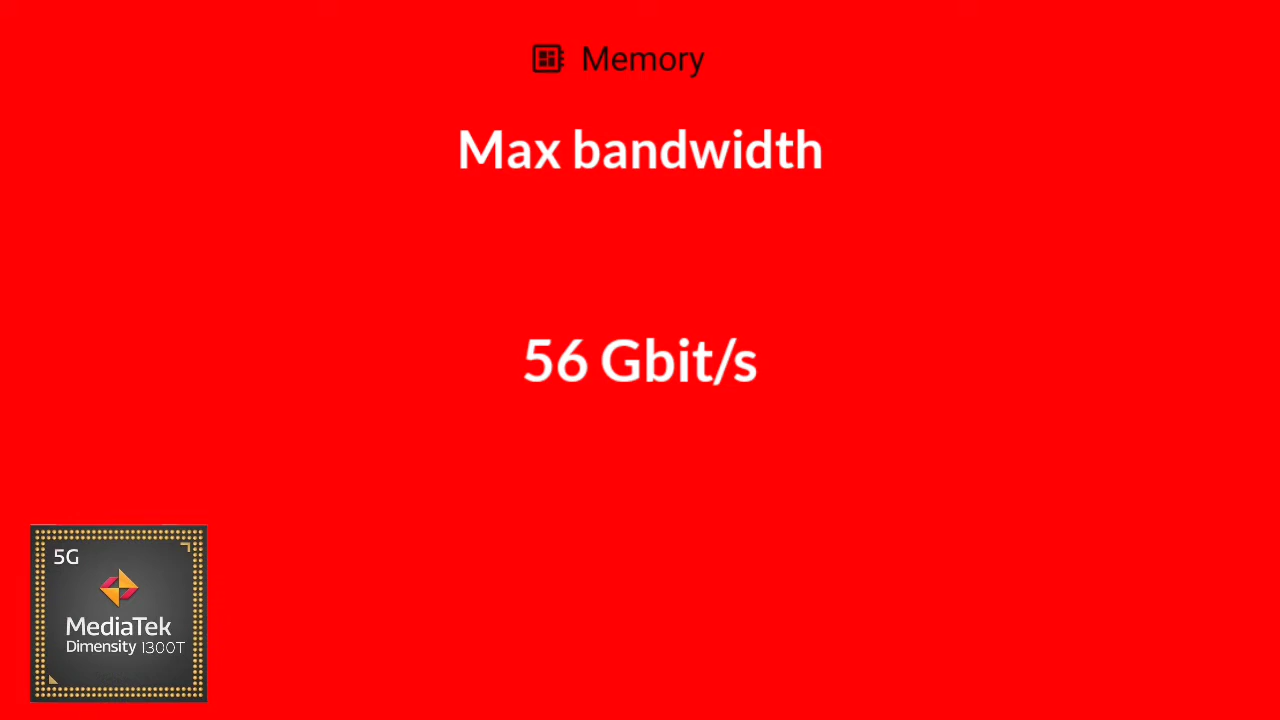 Memory
Max bandwidth
56 Gbit/s
5G
MediaTek
Dimensity 1300T